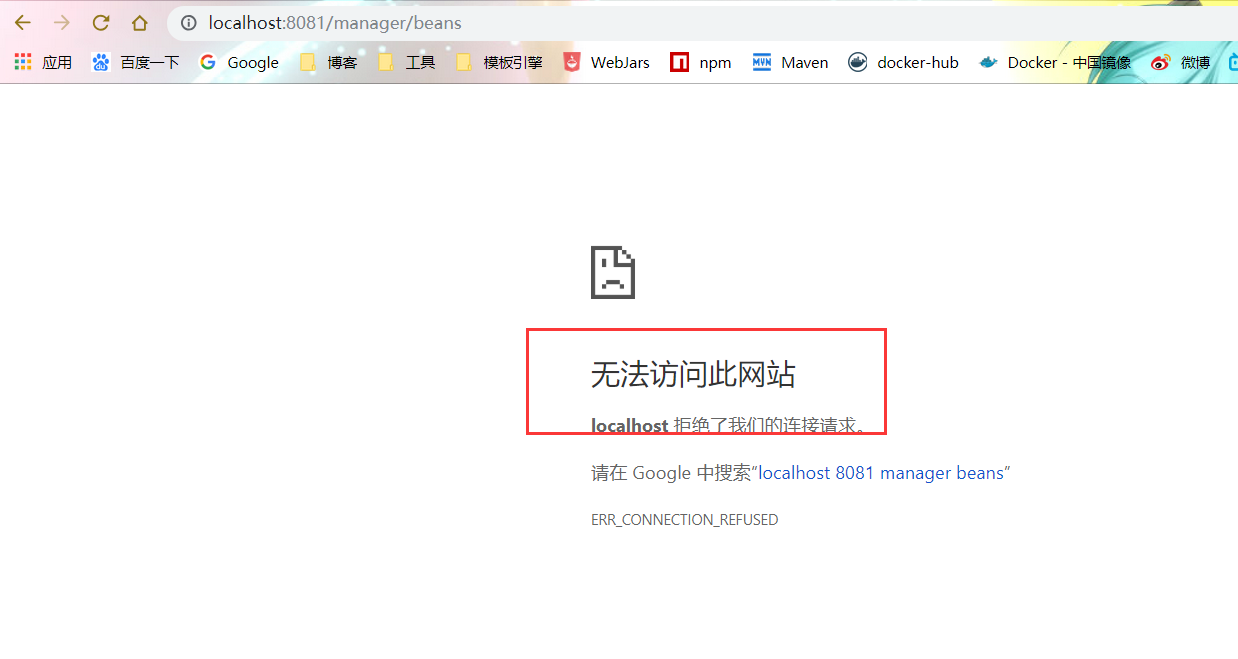 localhost:8081/manager/beans
应用 百度一下 Google 博客 工具 模板引擎 WebJars npm MVN Maven docker-hub Docker - 中国镜像 微博
无法访问此网站
localhost 拒绝了我们的连接请求。
请在 Google 中搜索“localhost 8081 manager beans”
ERR_CONNECTION_REFUSED